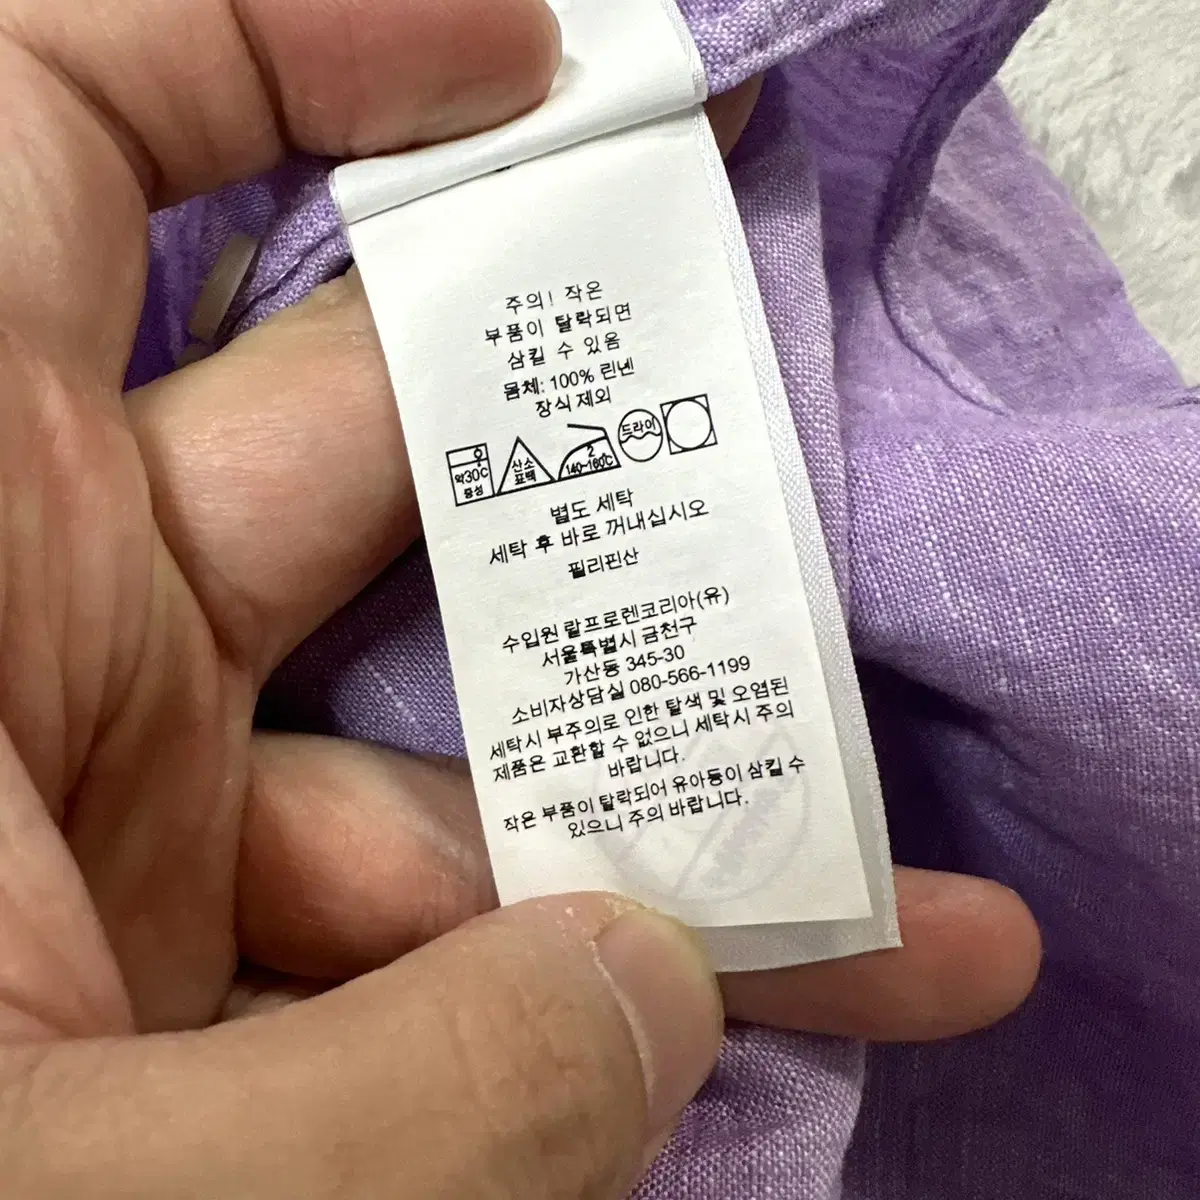 주의! 작은
부품이 탈락되면
삼킬 수 있음
몸체: 100% 린넨
장식 제외
약30℃
중성
산소
표백
2
140~160℃
드라이
별도 세탁
세탁 후 바로 꺼내십시오
필리핀산
수입원 랄프로렌코리아(유)
서울특별시 금천구
가산동 345-30
소비자상담실 080-566-1199
세탁시 부주의로 인한 탈색 및 오염된
제품은 교환할 수 없으니 세탁시 주의
바랍니다.
작은 부품이 탈락되어 유아등이 삼킬 수
있으니 주의 바랍니다.